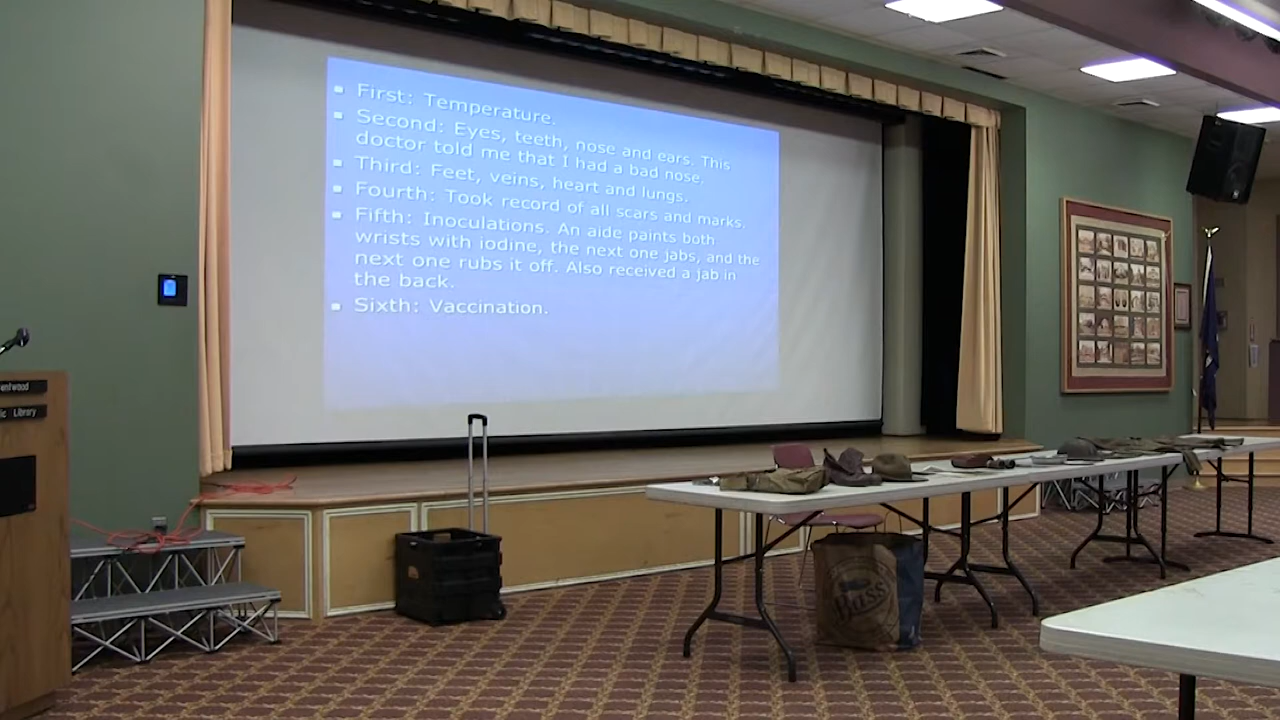 First: Temperature.
Second: Eyes, teeth, nose and ears. This
doctor told me that I had a bad nose.
Third: Feet, veins, heart and lungs.
Fourth: Took record of all scars and marks.
Fifth: Inoculations. An aide paints both
wrists with iodine, the next one jabs, and the
next one rubs it off. Also received a jab in
the back.
Sixth: Vaccination.
entwood
ic Library
Bass